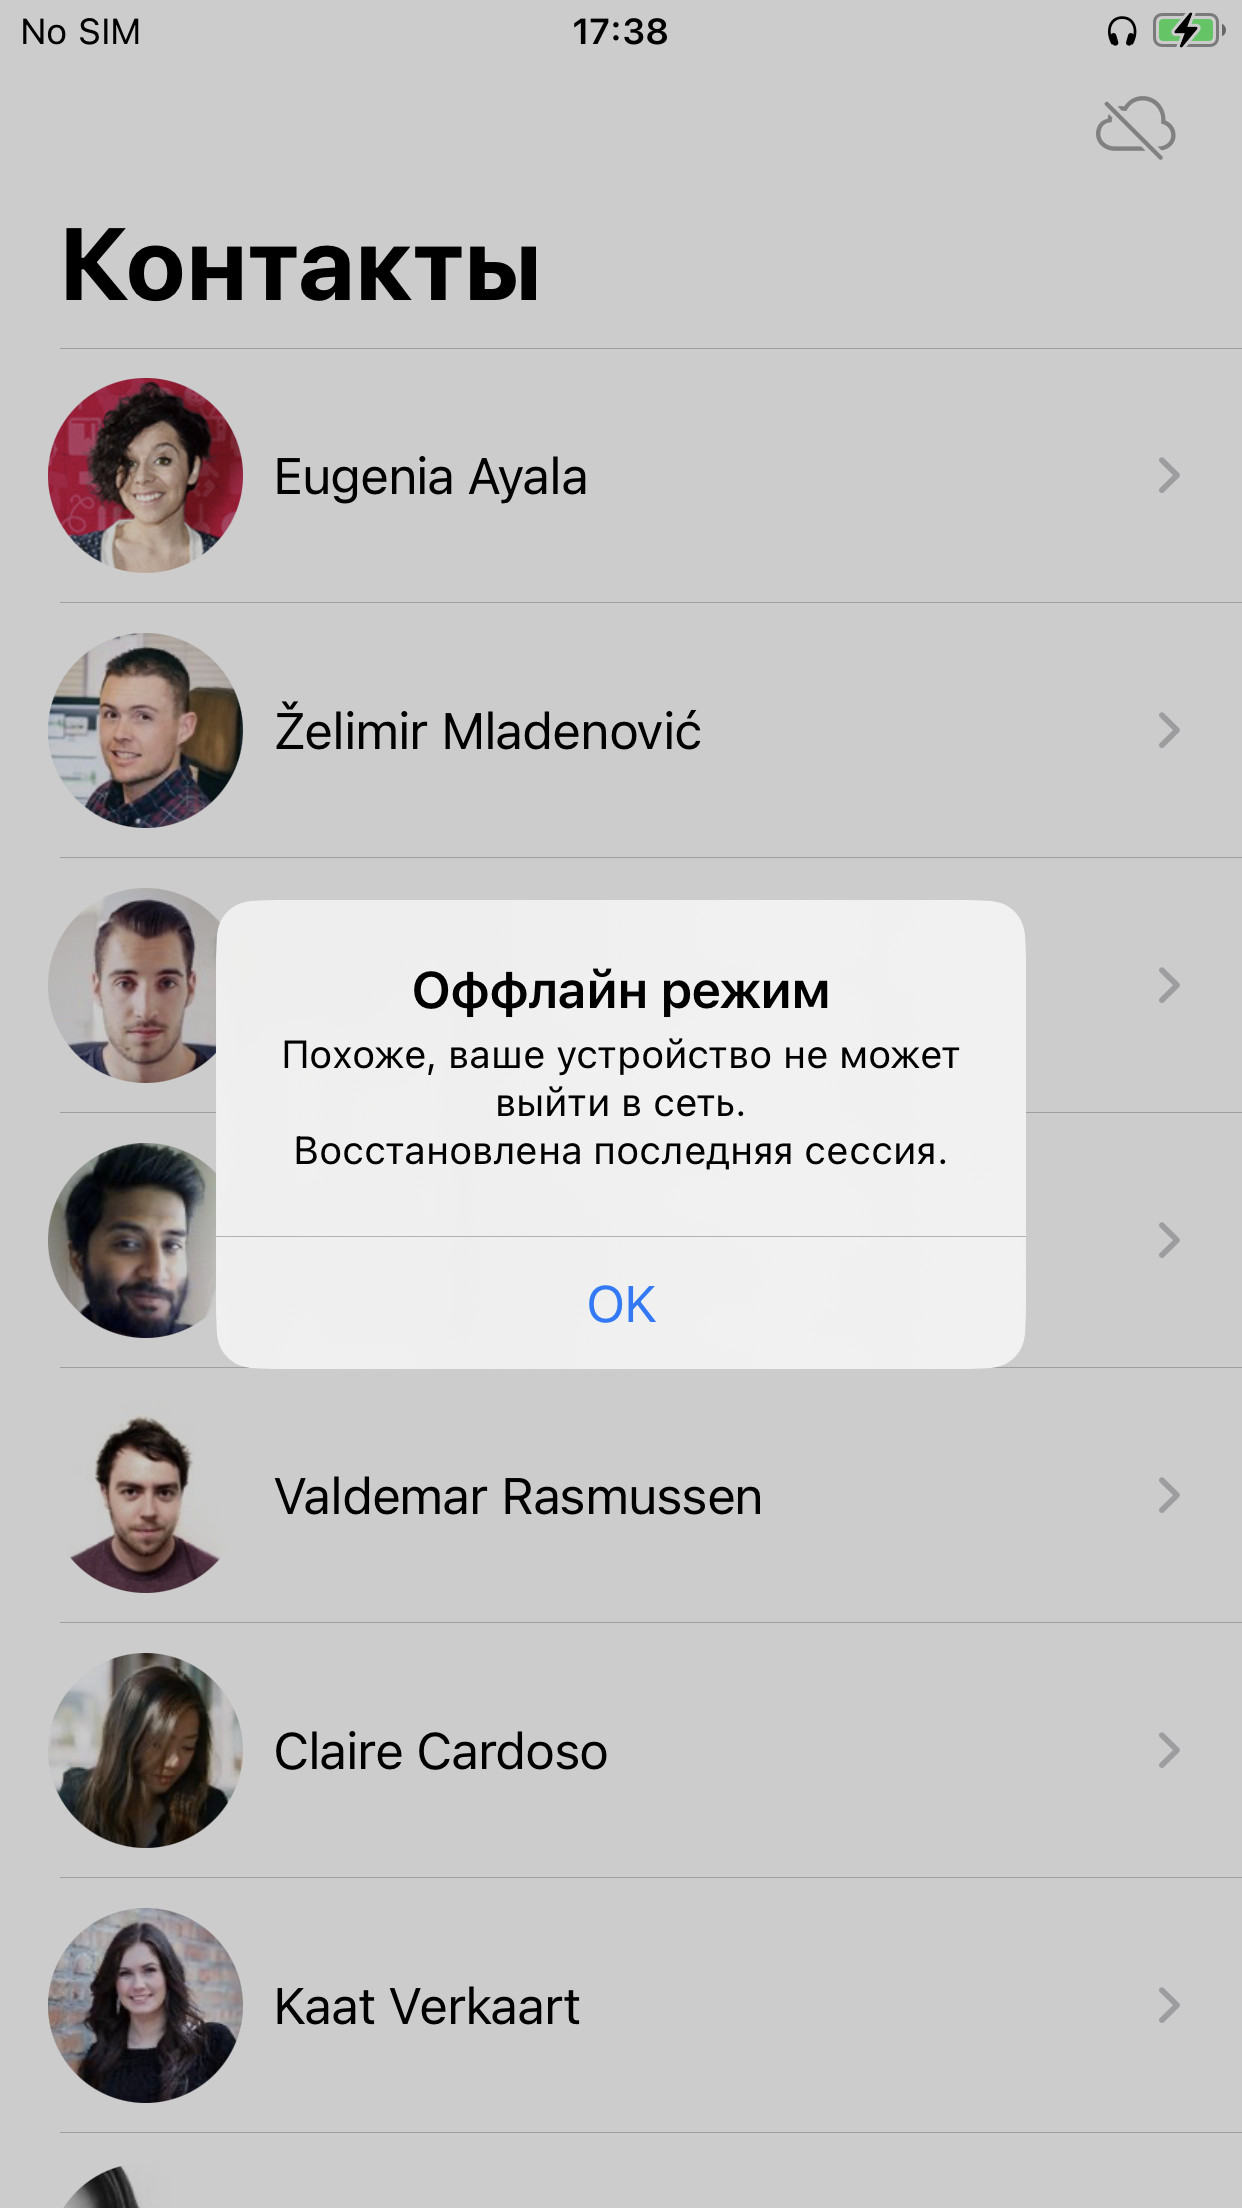 No SIM
17:38
Контакты
Eugenia Ayala
Želimir Mladenović
Оффлайн режим
Похоже, ваше устройство не может
выйти в сеть.
Восстановлена последняя сессия.
OK
Valdemar Rasmussen
Claire Cardoso
Kaat Verkaart